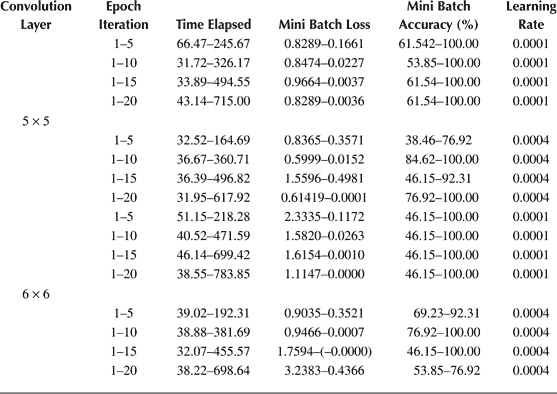 Convolution Epoch Mini Batch Learning
Layer Iteration Time Elapsed Mini Batch Loss Accuracy (%) Rate
1–5 66.47–245.67 0.8289–0.1661 61.542–100.00 0.0001
1–10 31.72–326.17 0.8474–0.0227 53.85–100.00 0.0001
1–15 33.89–494.55 0.9664–0.0037 61.54–100.00 0.0001
1–20 43.14–715.00 0.8289–0.0036 61.54–100.00 0.0001
5 × 5
1–5 32.52–164.69 0.8365–0.3571 38.46–76.92 0.0004
1–10 36.67–360.71 0.5999–0.0152 84.62–100.00 0.0004
1–15 36.39–496.82 1.5596–0.4981 46.15–92.31 0.0004
1–20 31.95–617.92 0.61419–0.0001 76.92–100.00 0.0004
1–5 51.15–218.28 2.3335–0.1172 46.15–100.00 0.0001
1–10 40.52–471.59 1.5820–0.0263 46.15–100.00 0.0001
1–15 46.14–699.42 1.6154–0.0010 46.15–100.00 0.0001
1–20 38.55–783.85 1.1147–0.0000 46.15–100.00 0.0001
6 × 6
1–5 39.02–192.31 0.9035–0.3521 69.23–92.31 0.0004
1–10 38.88–381.69 0.9466–0.0007 76.92–100.00 0.0004
1–15 32.07–455.57 1.7594–(–0.0000) 46.15–100.00 0.0004
1–20 38.22–698.64 3.2383–0.4366 53.85–76.92 0.0004